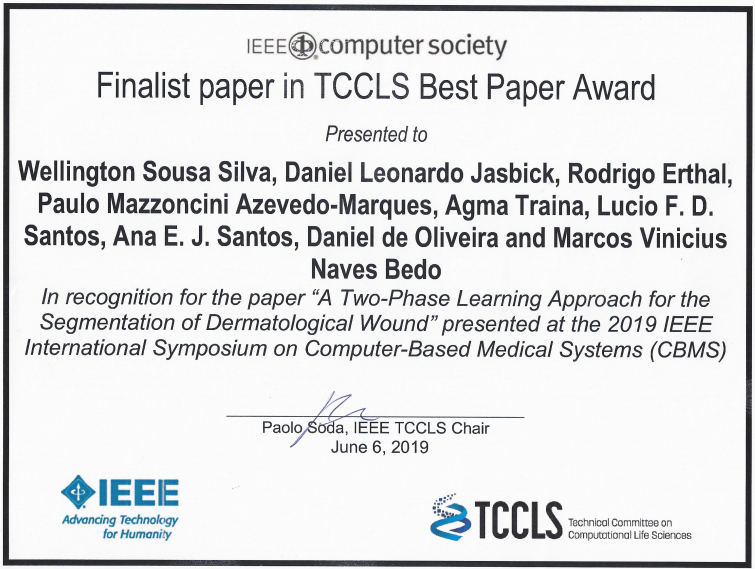 IEEE computer society
Finalist paper in TCCLS Best Paper Award
Presented to
Wellington Sousa Silva, Daniel Leonardo Jasbick, Rodrigo Erthal,
Paulo Mazzoncini Azevedo-Marques, Agma Traina, Lucio F. D.
Santos, Ana E. J. Santos, Daniel de Oliveira and Marcos Vinicius
Naves Bedo
In recognition for the paper “A Two-Phase Learning Approach for the
Segmentation of Dermatological Wound” presented at the 2019 IEEE
International Symposium on Computer-Based Medical Systems (CBMS)
Paolo Soda, IEEE TCCLS Chair
June 6, 2019
IEEE
Advancing Technology
for Humanity
TCCLS
Technical Committee on
Computational Life Sciences